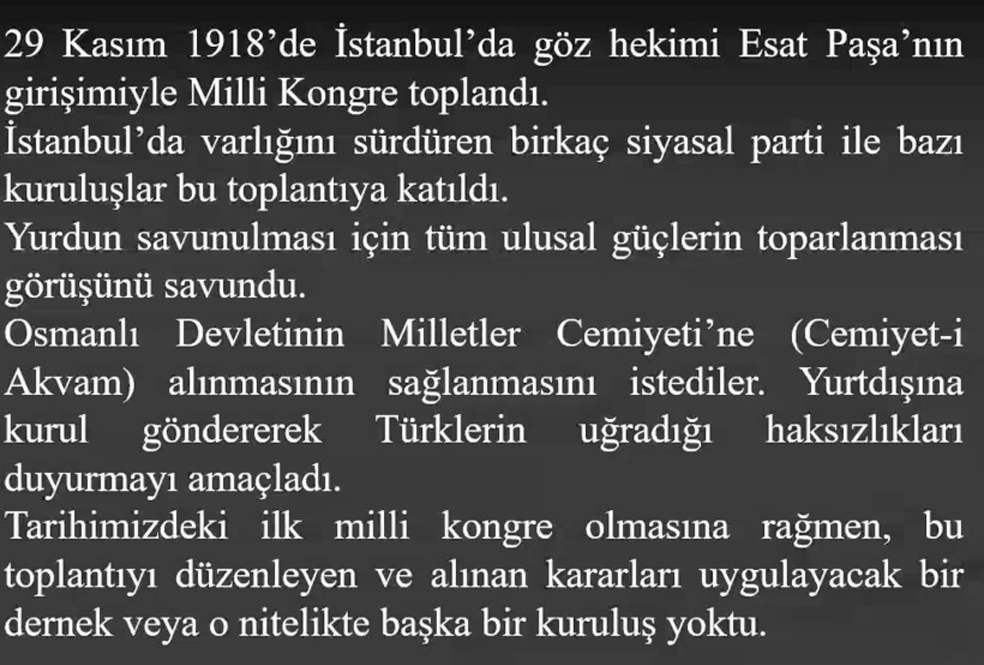 29 Kasım 1918’de İstanbul’da göz hekimi Esat Paşa’nın
girişimiyle Milli Kongre toplandı.
İstanbul’da varlığını sürdüren birkaç siyasal parti ile bazı
kuruluşlar bu toplantıya katıldı.
Yurdun savunulması için tüm ulusal güçlerin toparlanması
görüşünü savundu.
Osmanlı Devletinin Milletler Cemiyeti’ne (Cemiyet-i
Akvam) alınmasının sağlanmasını istediler. Yurtdışına
kurul göndererek Türklerin uğradığı haksızlıkları
duyurmayı amaçladı.
Tarihimizdeki ilk milli kongre olmasına rağmen, bu
toplantıyı düzenleyen ve alınan kararları uygulayacak bir
dernek veya o nitelikte başka bir kuruluş yoktu.